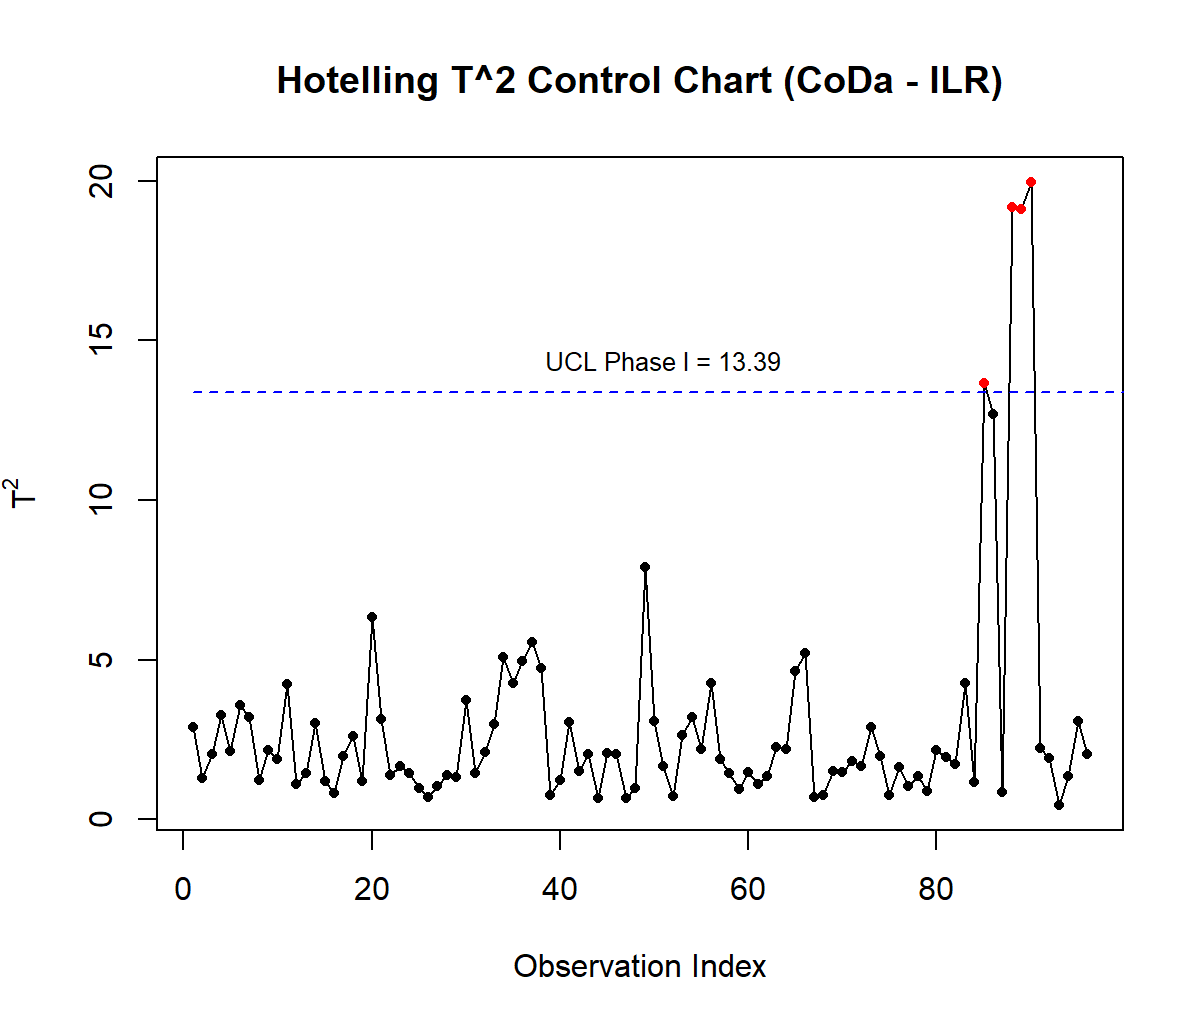 Hotelling T^2 Control Chart (CoDa - ILR)
20
15
10
5
0
T²
UCL Phase I = 13.39
0 20 40 60 80
Observation Index